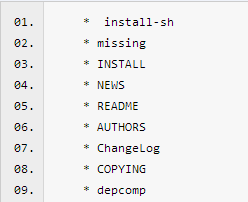 01. *  install-sh
02. * missing
03. * INSTALL
04. * NEWS
05. * README
06. * AUTHORS
07. * ChangeLog
08. * COPYING
09. * depcomp